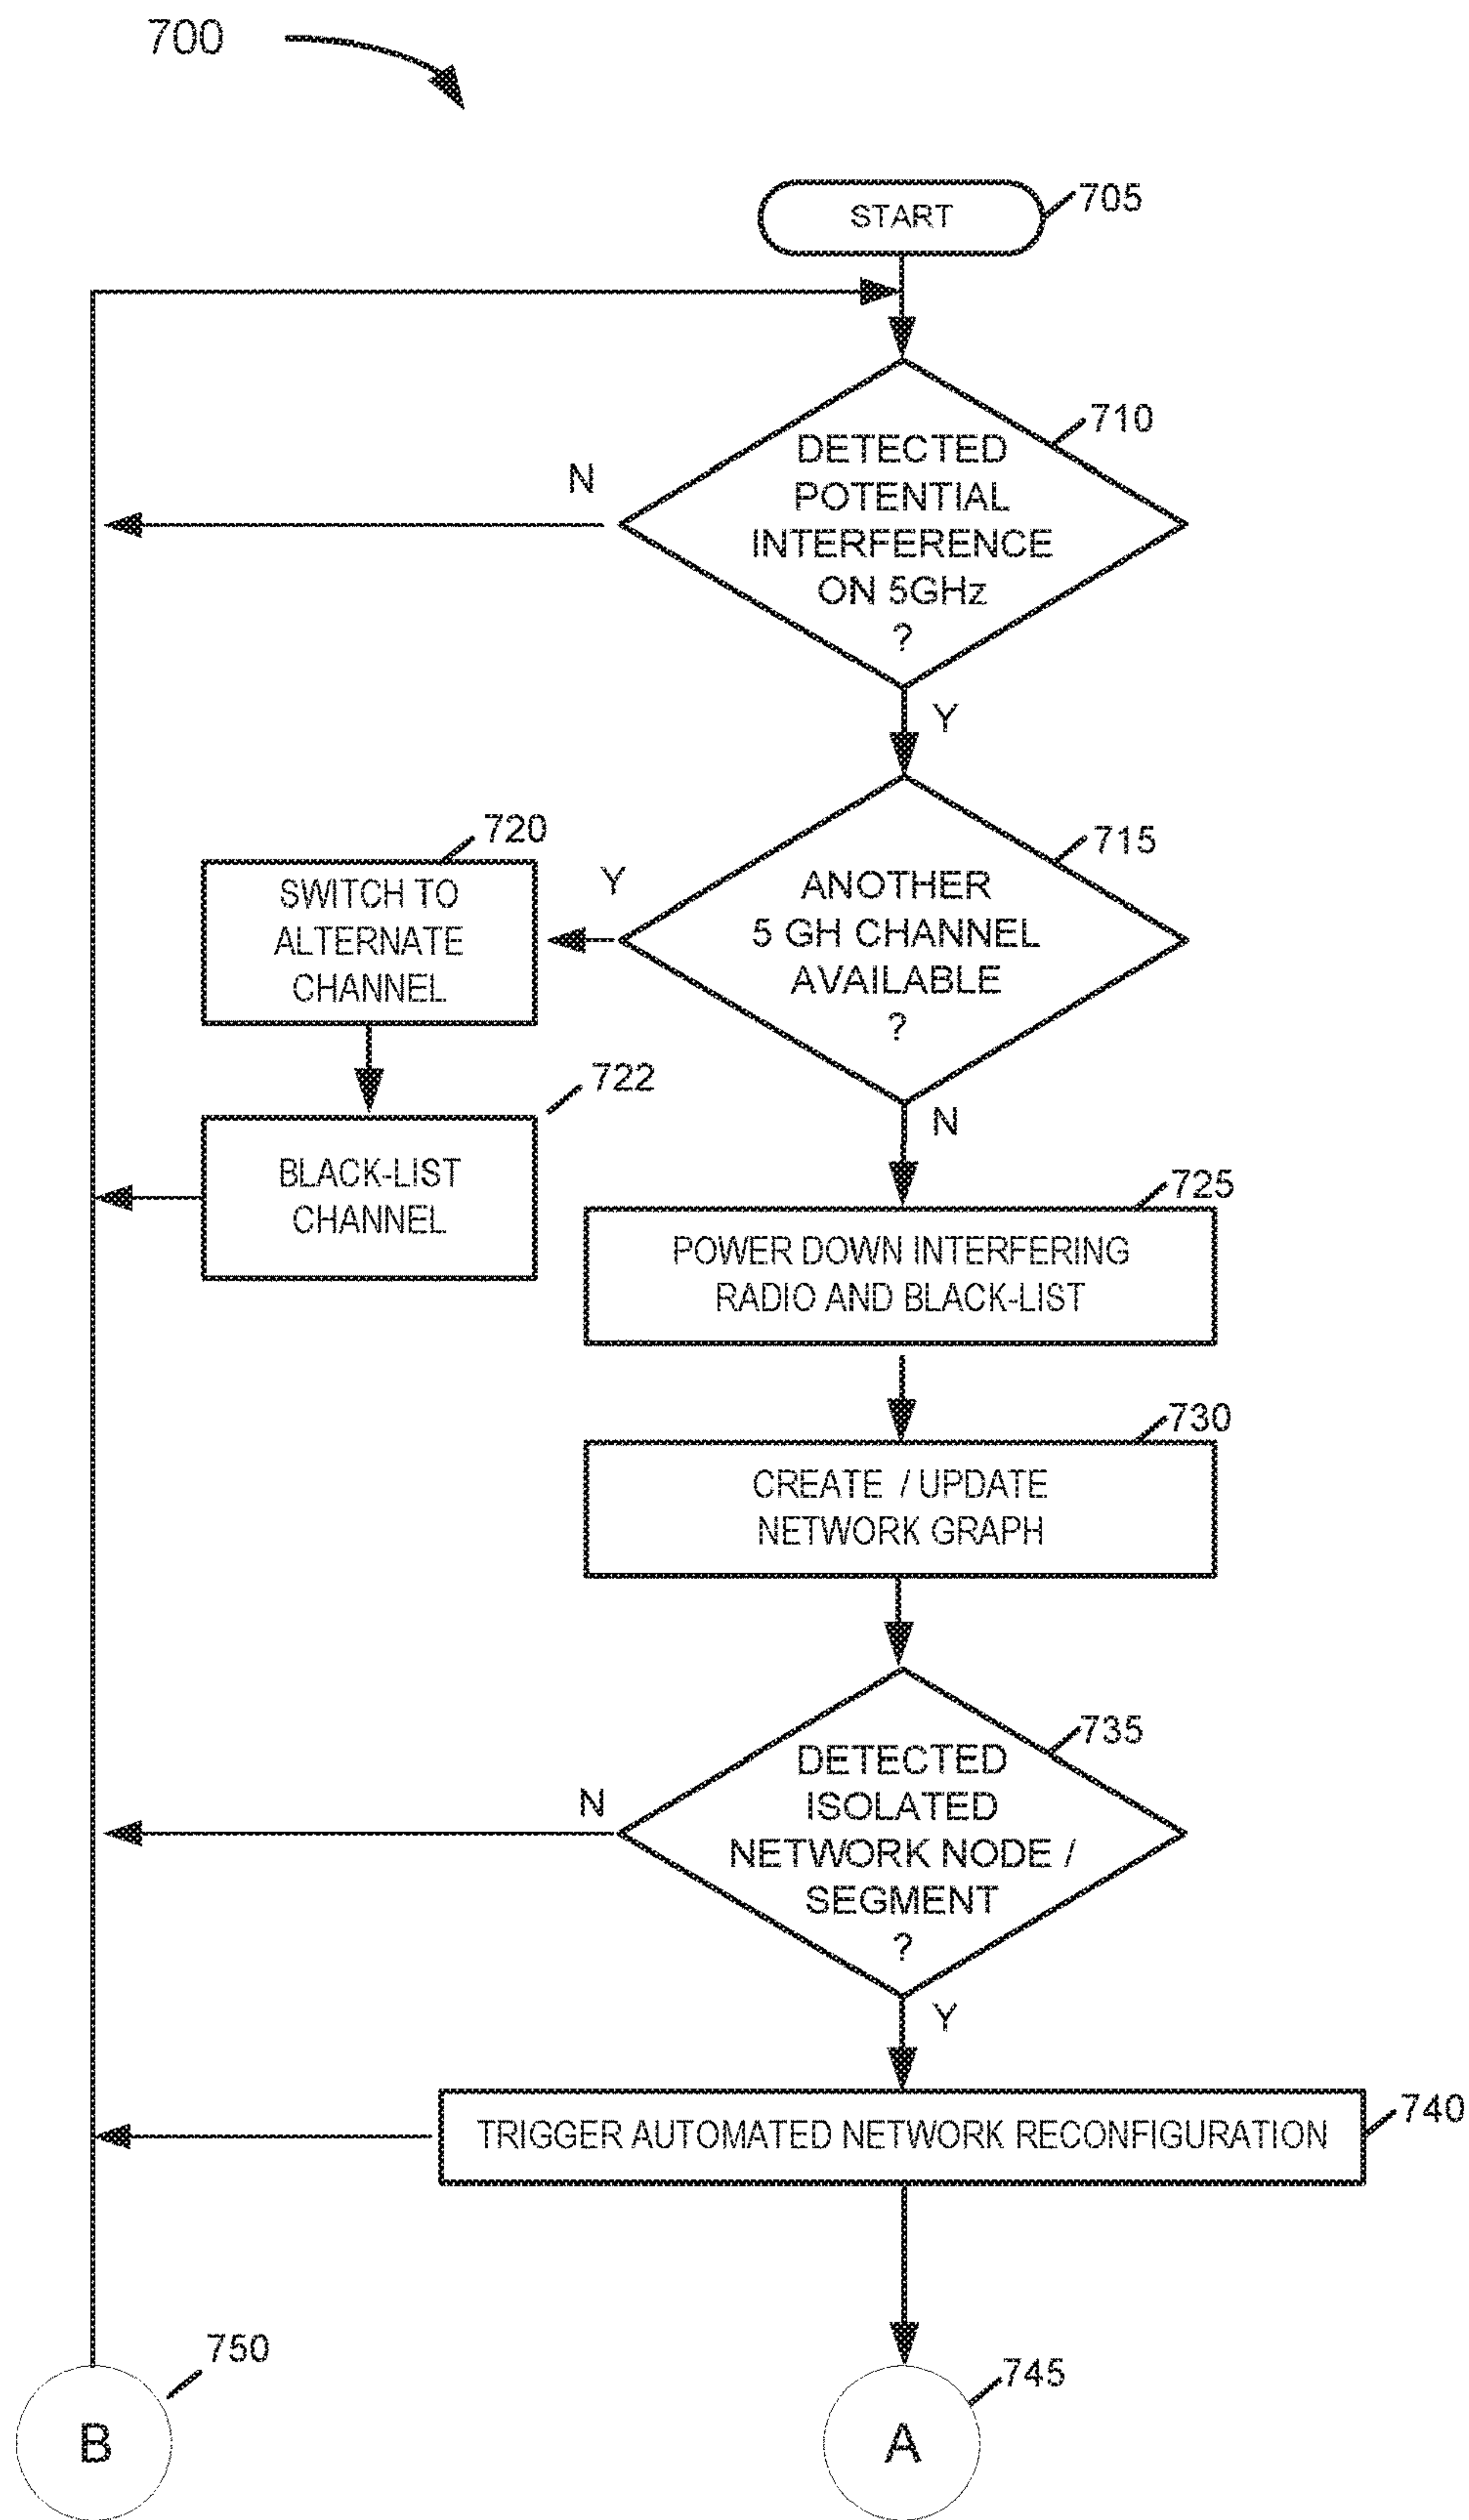 700
START
705
710
DETECTED
POTENTIAL
INTERFERENCE
ON 5GHz
?
N
Y
715
ANOTHER
5 GH CHANNEL
AVAILABLE
?
Y
N
720
SWITCH TO
ALTERNATE
CHANNEL
722
BLACK-LIST
CHANNEL
725
POWER DOWN INTERFERING
RADIO AND BLACK-LIST
730
CREATE / UPDATE
NETWORK GRAPH
735
DETECTED
ISOLATED
NETWORK NODE /
SEGMENT
?
N
Y
740
TRIGGER AUTOMATED NETWORK RECONFIGURATION
750
B
745
A